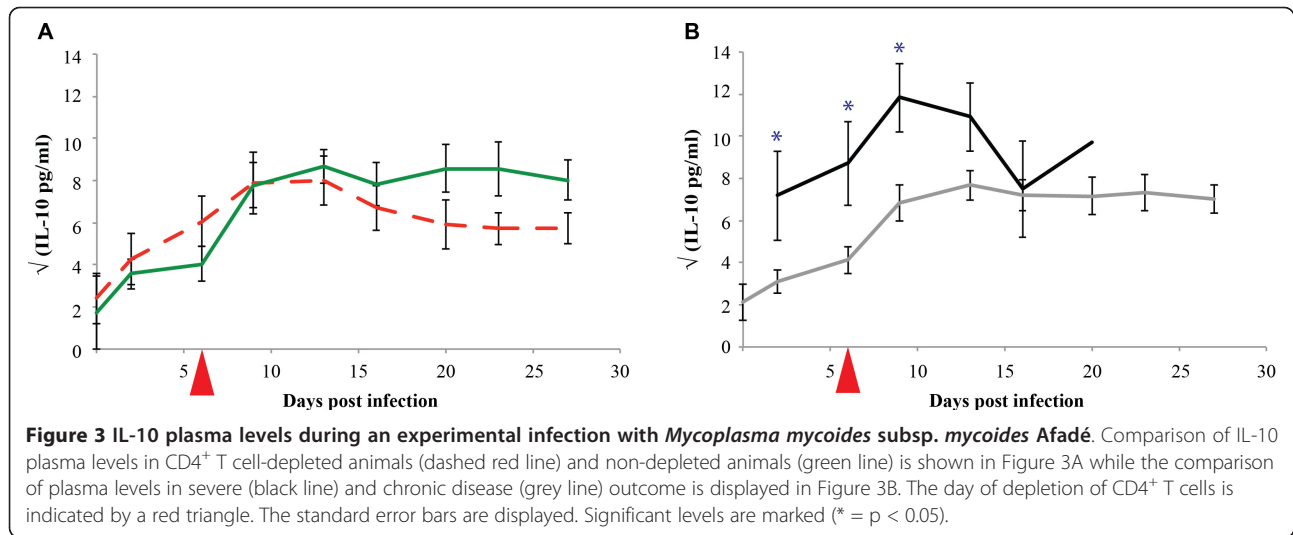 A
14
12
10
8
6
4
2
0
√ (IL-10 pg/ml)
5 10 15 20 25 30
Days post infection
B
14
12
10
8
6
4
2
0
√ (IL-10 pg/ml)
* * *
5 10 15 20 25 30
Days post infection
Figure 3 IL-10 plasma levels during an experimental infection with Mycoplasma mycoides subsp. mycoides Afadé. Comparison of IL-10
plasma levels in CD4⁺ T cell-depleted animals (dashed red line) and non-depleted animals (green line) is shown in Figure 3A while the comparison
of plasma levels in severe (black line) and chronic disease (grey line) outcome is displayed in Figure 3B. The day of depletion of CD4⁺ T cells is
indicated by a red triangle. The standard error bars are displayed. Significant levels are marked (* = p < 0.05).